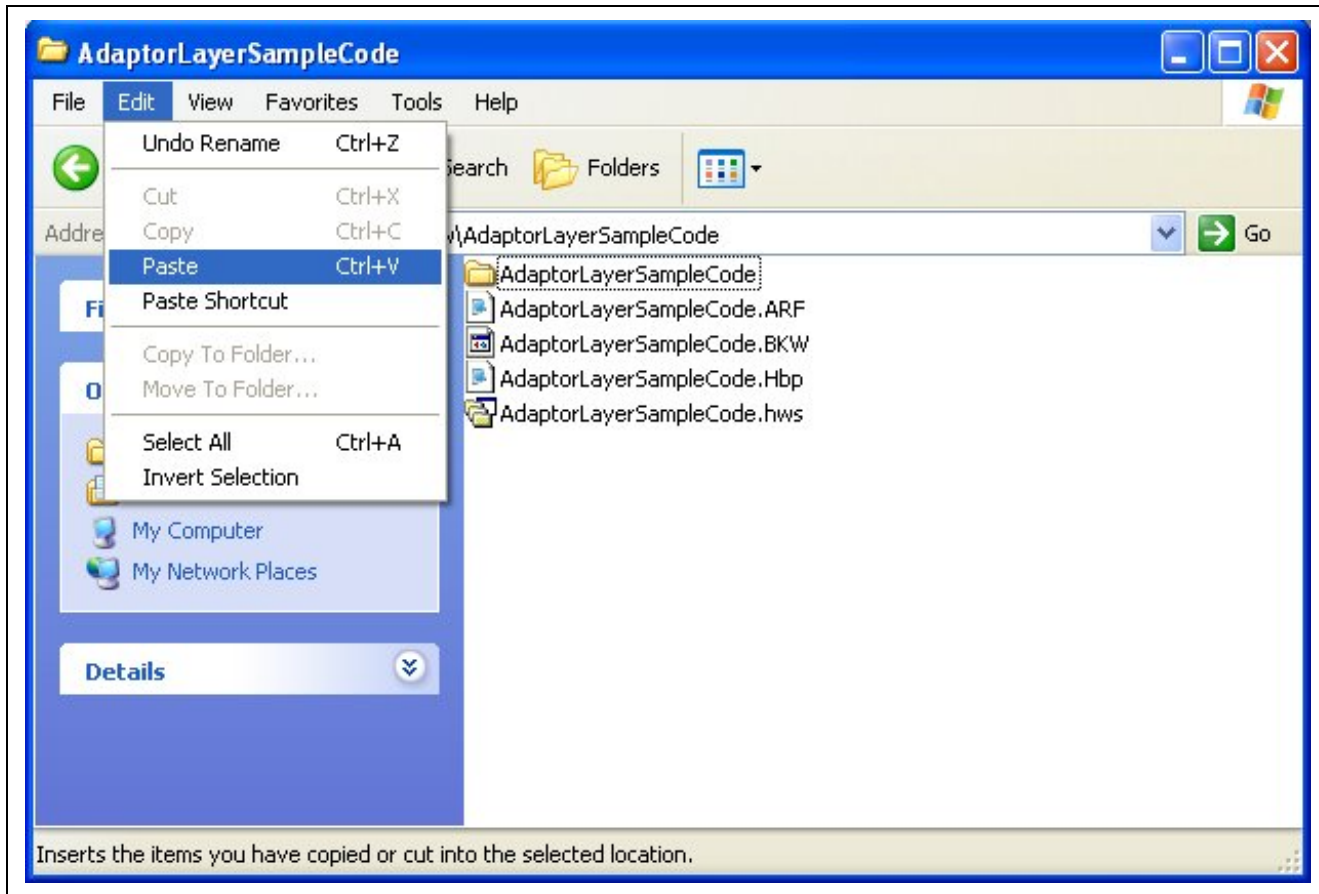 AdaptorLayerSampleCode
File Edit View Favorites Tools Help
Undo Rename Ctrl+Z
Cut Ctrl+X
Copy Ctrl+C
Paste Ctrl+V
Paste Shortcut
Copy To Folder...
Move To Folder...
Select All Ctrl+A
Invert Selection
Folders
\AdaptorLayerSampleCode
Go
AdaptorLayerSampleCode
AdaptorLayerSampleCode.ARF
AdaptorLayerSampleCode.BKW
AdaptorLayerSampleCode.Hbp
AdaptorLayerSampleCode.hws
My Computer
My Network Places
Details
Inserts the items you have copied or cut into the selected location.